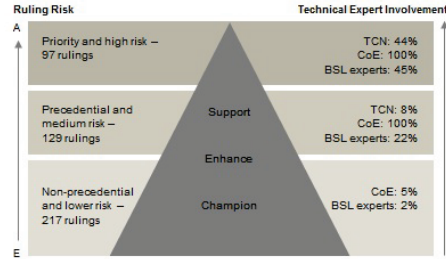 Ruling Risk
Technical Expert Involvement
A
Priority and high risk –
97 rulings
TCN: 44%
CoE: 100%
BSL experts: 45%
Precedential and
medium risk –
129 rulings
Support
TCN: 8%
CoE: 100%
BSL experts: 22%
Enhance
Non-precedential
and lower risk –
217 rulings
Champion
CoE: 5%
BSL experts: 2%
E